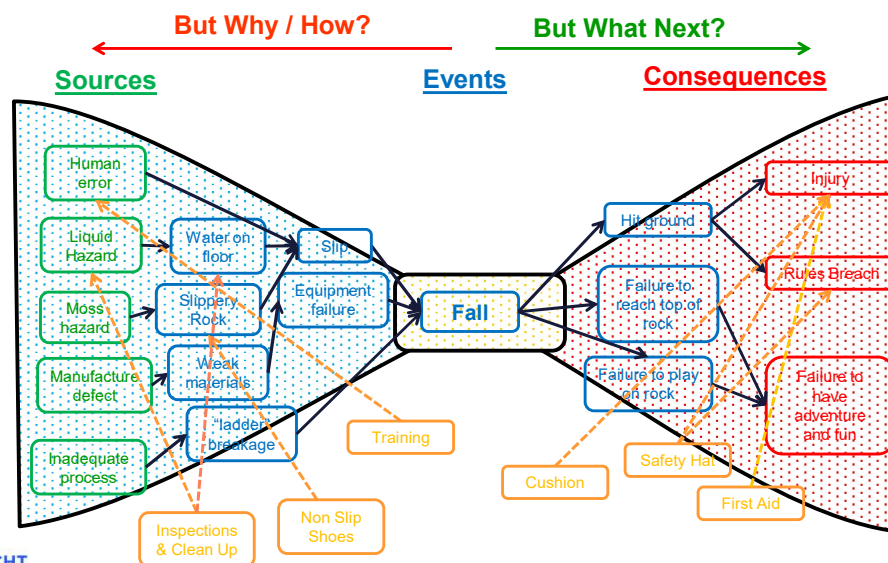 But Why / How?
But What Next?
Sources
Events
Consequences
Human
error
Liquid
Hazard
Moss
hazard
Manufacture
defect
Inadequate
process
Water on
floor
Slippery
Rock
Weak
materials
"ladder"
breakage
Slip
Equipment
failure
Fall
Hit ground
Failure to
reach top of
rock
Failure to play
on rock
Injury
Rules Breach
Failure to
have
adventure
and fun
Training
Inspections
& Clean Up
Non Slip
Shoes
Cushion
Safety Hat
First Aid